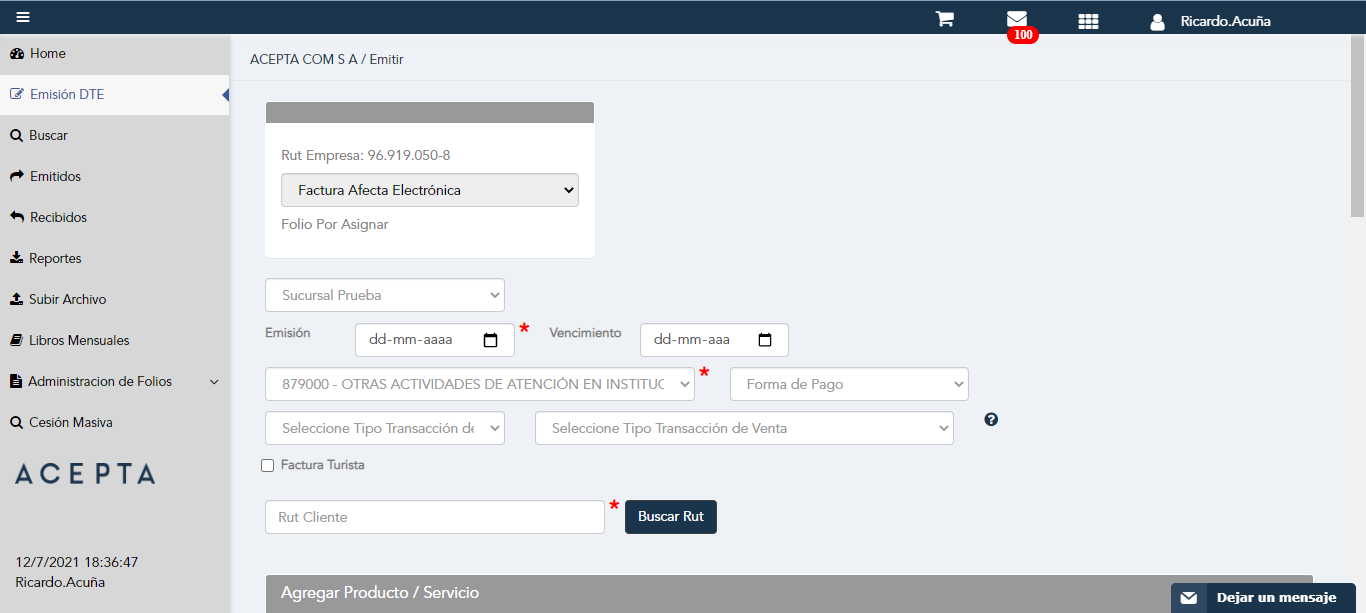 Ricardo.Acuña
100
Home
Emisión DTE
Buscar
Emitidos
Recibidos
Reportes
Subir Archivo
Libros Mensuales
Administracion de Folios
Cesión Masiva
ACEPTA
12/7/2021 18:36:47
Ricardo.Acuña
ACEPTA COM S A / Emitir
Rut Empresa: 96.919.050-8
Factura Afecta Electrónica
Folio Por Asignar
Sucursal Prueba
Emisión dd-mm-aaaa * Vencimiento dd-mm-aaa
879000 - OTRAS ACTIVIDADES DE ATENCIÓN EN INSTITUC * Forma de Pago
Seleccione Tipo Transacción de Seleccione Tipo Transacción de Venta ?
Factura Turista
Rut Cliente * Buscar Rut
Agregar Producto / Servicio
Dejar un mensaje